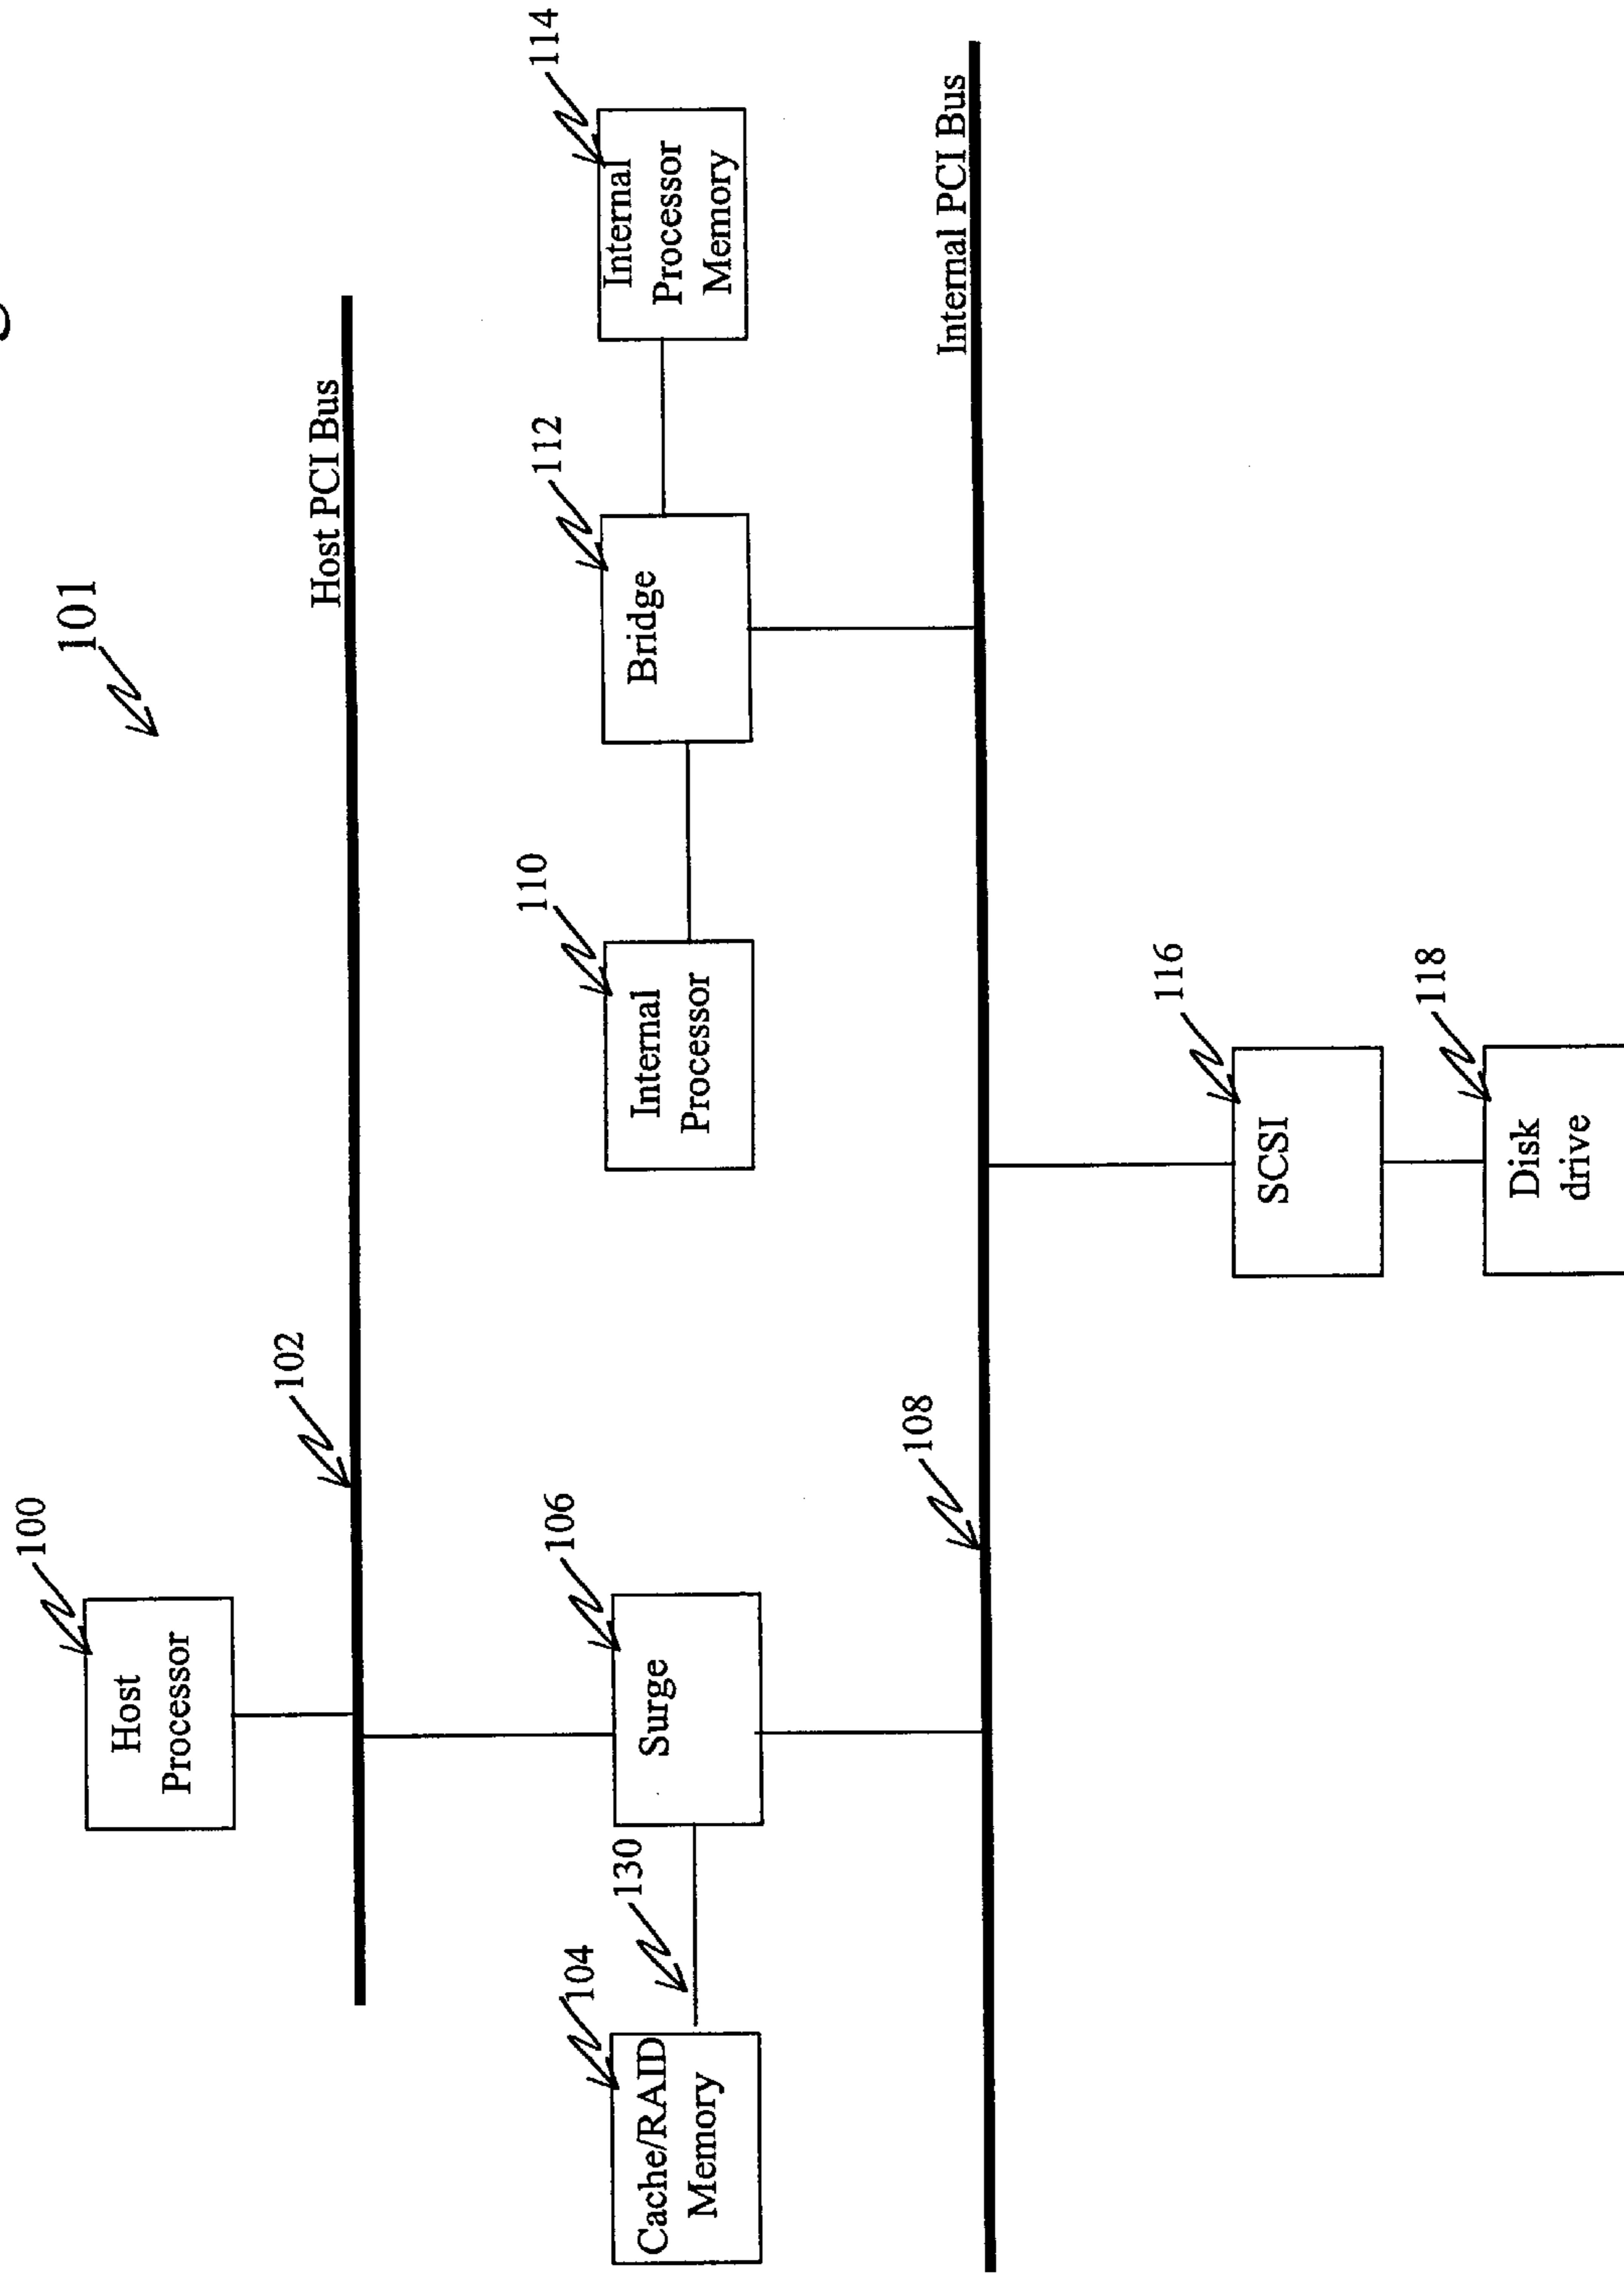 101
100
Host
Processor
102
Host PCI Bus
104
Cache/RAID
Memory
130
106
Surge
110
Internal
Processor
112
Bridge
114
Internal
Processor
Memory
108
Internal PCI Bus
116
SCSI
118
Disk
drive